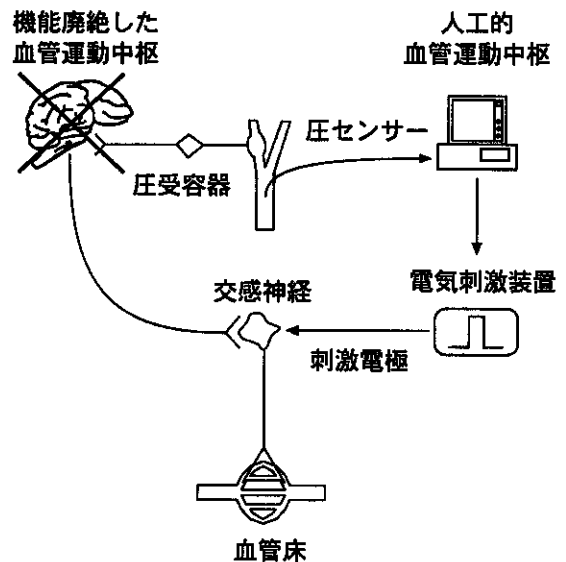 機能廃絶した
血管運動中枢
人工的
血管運動中枢
圧センサー
圧受容器
電気刺激装置
交感神経
刺激電極
血管床